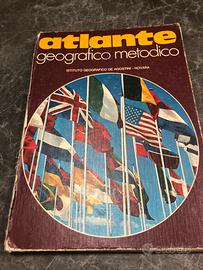 atlante
geografico metodico
ISTITUTO GEOGRAFICO DE AGOSTINI - NOVARA